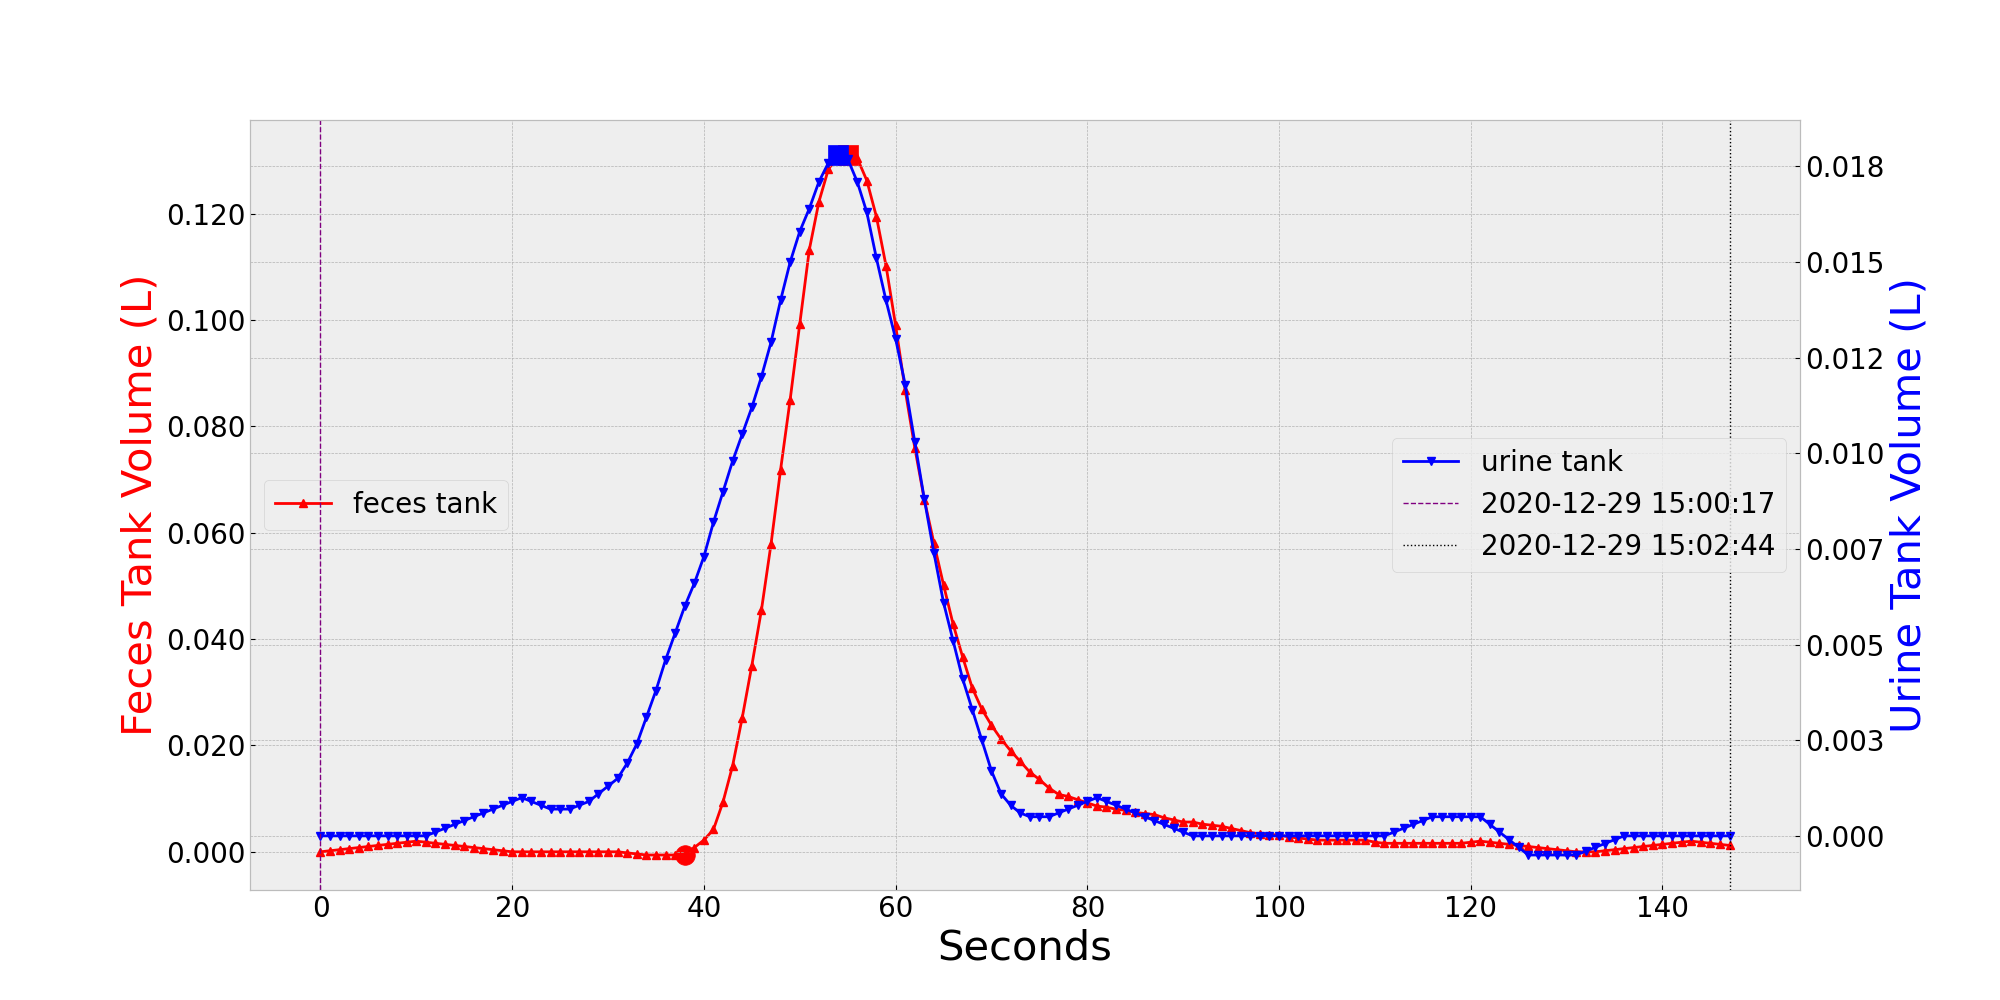 Feces Tank Volume (L)
0.120
0.100
0.080
0.060
0.040
0.020
0.000
feces tank
urine tank
2020-12-29 15:00:17
2020-12-29 15:02:44
0.018
0.015
0.012
0.010
0.007
0.005
0.003
0.000
Urine Tank Volume (L)
0 20 40 60 80 100 120 140
Seconds